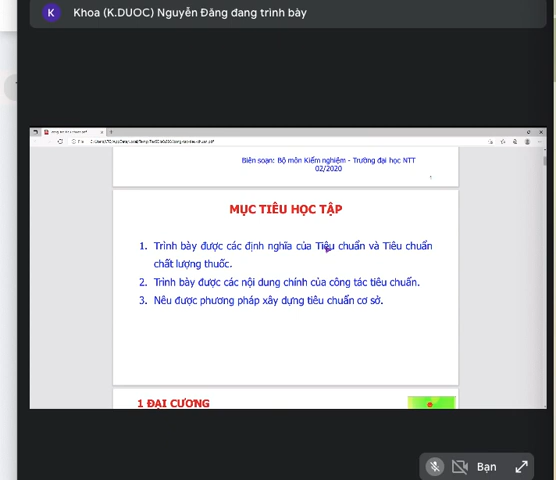 K Khoa (K.DUOC) Nguyễn Đăng đang trình bày
Biên soạn: Bộ môn Kiểm nghiệm - Trường đại học NTT
02/2020
MỤC TIÊU HỌC TẬP
1. Trình bày được các định nghĩa của Tiêu chuẩn và Tiêu chuẩn
chất lượng thuốc.
2. Trình bày được các nội dung chính của công tác tiêu chuẩn.
3. Nêu được phương pháp xây dựng tiêu chuẩn cơ sở.
1 ĐẠI CƯƠNG
Bạn